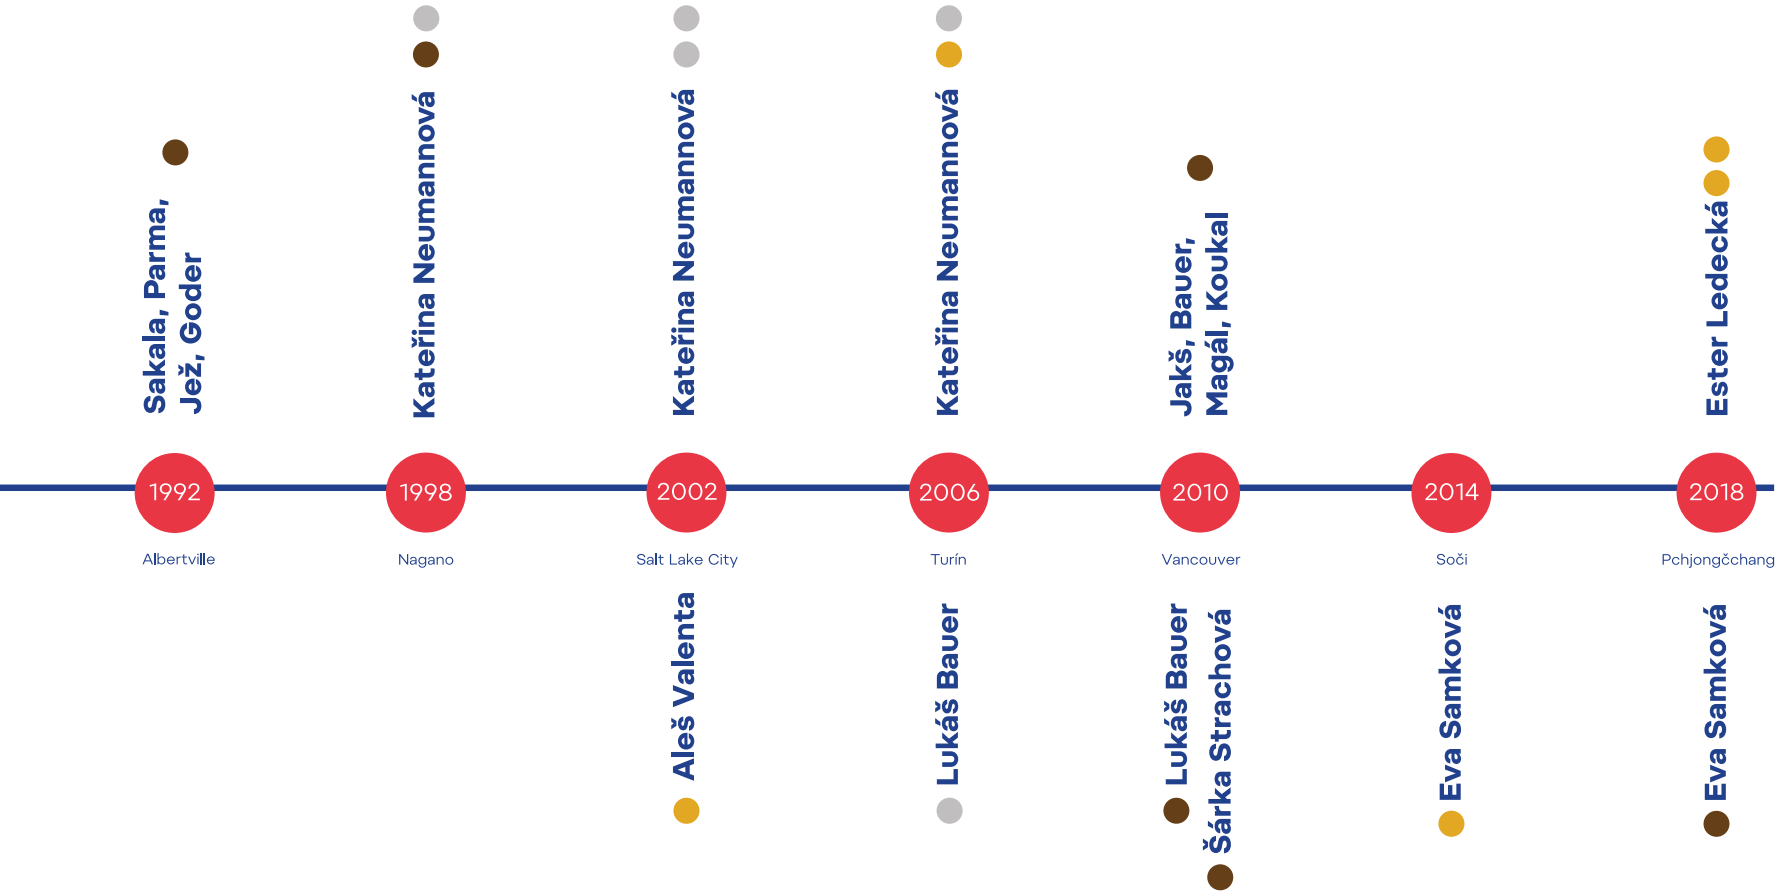 Sakala, Parma,
Jež, Goder
Kateřina Neumannová
Kateřina Neumannová
Kateřina Neumannová
Jakš, Bauer,
Magál, Koukal
Ester Ledecká
1992
1998
2002
2006
2010
2014
2018
Albertville
Nagano
Salt Lake City
Turín
Vancouver
Soči
Pchjongčchang
Aleš Valenta
Lukáš Bauer
Lukáš Bauer
Šárka Strachová
Eva Samková
Eva Samková